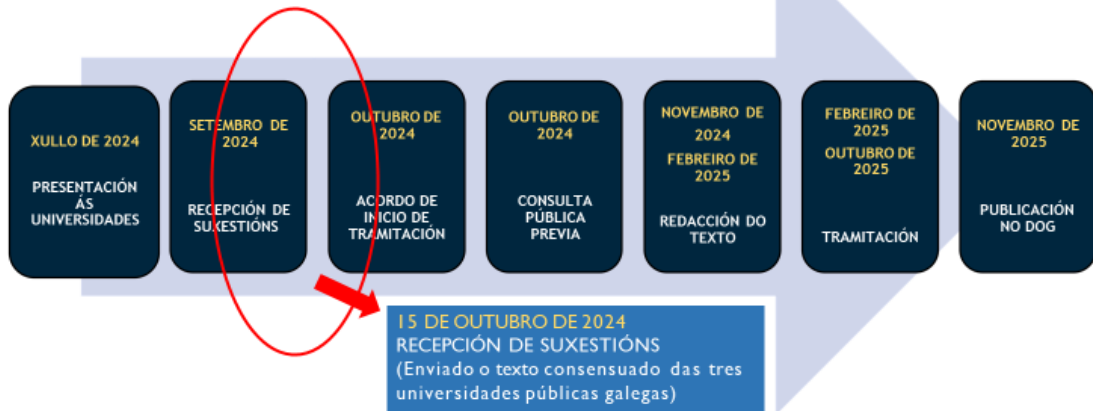 XULLO DE 2024
PRESENTACIÓN
ÁS
UNIVERSIDADES
SETEMBRO DE
2024
RECEPCIÓN DE
SUXESTIÓNS
OUTUBRO DE
2024
ACORDO DE
INICIO DE
TRAMITACIÓN
OUTUBRO DE
2024
CONSULTA
PÚBLICA
PREVIA
NOVEMBRO DE
2024
FEBREIRO DE
2025
REDACCIÓN DO
TEXTO
FEBREIRO DE
2025
OUTUBRO DE
2025
TRAMITACIÓN
NOVEMBRO DE
2025
PUBLICACIÓN
NO DOG
15 DE OUTUBRO DE 2024
RECEPCIÓN DE SUXESTIÓNS
(Enviado o texto consensuado das tres
universidades públicas galegas)